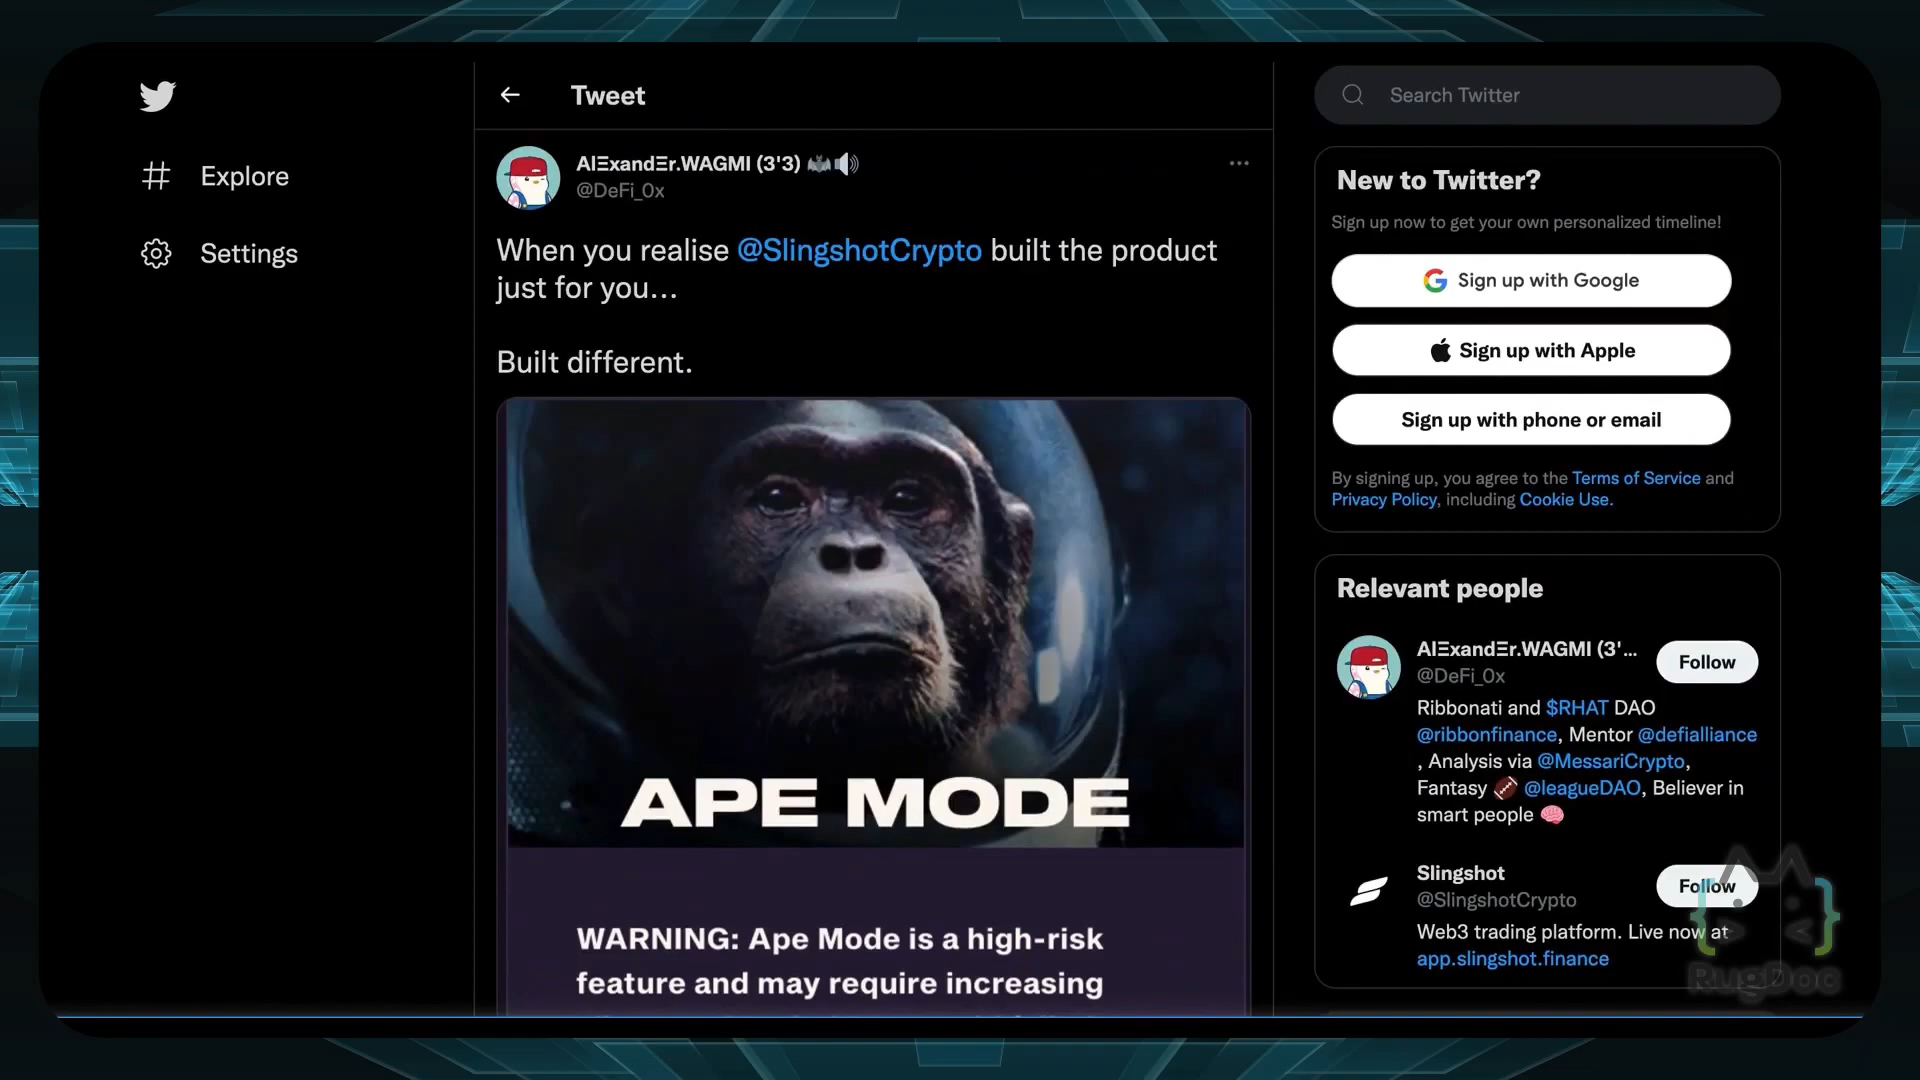 Explore
Settings
Tweet
AlΞxandΞr.WAGMI (3'3) 🦇🔊
@DeFi_0x
When you realise @SlingshotCrypto built the product
just for you...
Built different.
APE MODE
WARNING: Ape Mode is a high-risk
feature and may require increasing
Search Twitter
New to Twitter?
Sign up now to get your own personalized timeline!
Sign up with Google
Sign up with Apple
Sign up with phone or email
By signing up, you agree to the Terms of Service and
Privacy Policy, including Cookie Use.
Relevant people
AlΞxandΞr.WAGMI (3'...
@DeFi_0x
Follow
Ribbonati and $RHAT DAO
@ribbonfinance, Mentor @defialliance
, Analysis via @MessariCrypto,
Fantasy 🏈 @leagueDAO, Believer in
smart people 🧠
Slingshot
@SlingshotCrypto
Follow
Web3 trading platform. Live now at
app.slingshot.finance
RugDoc